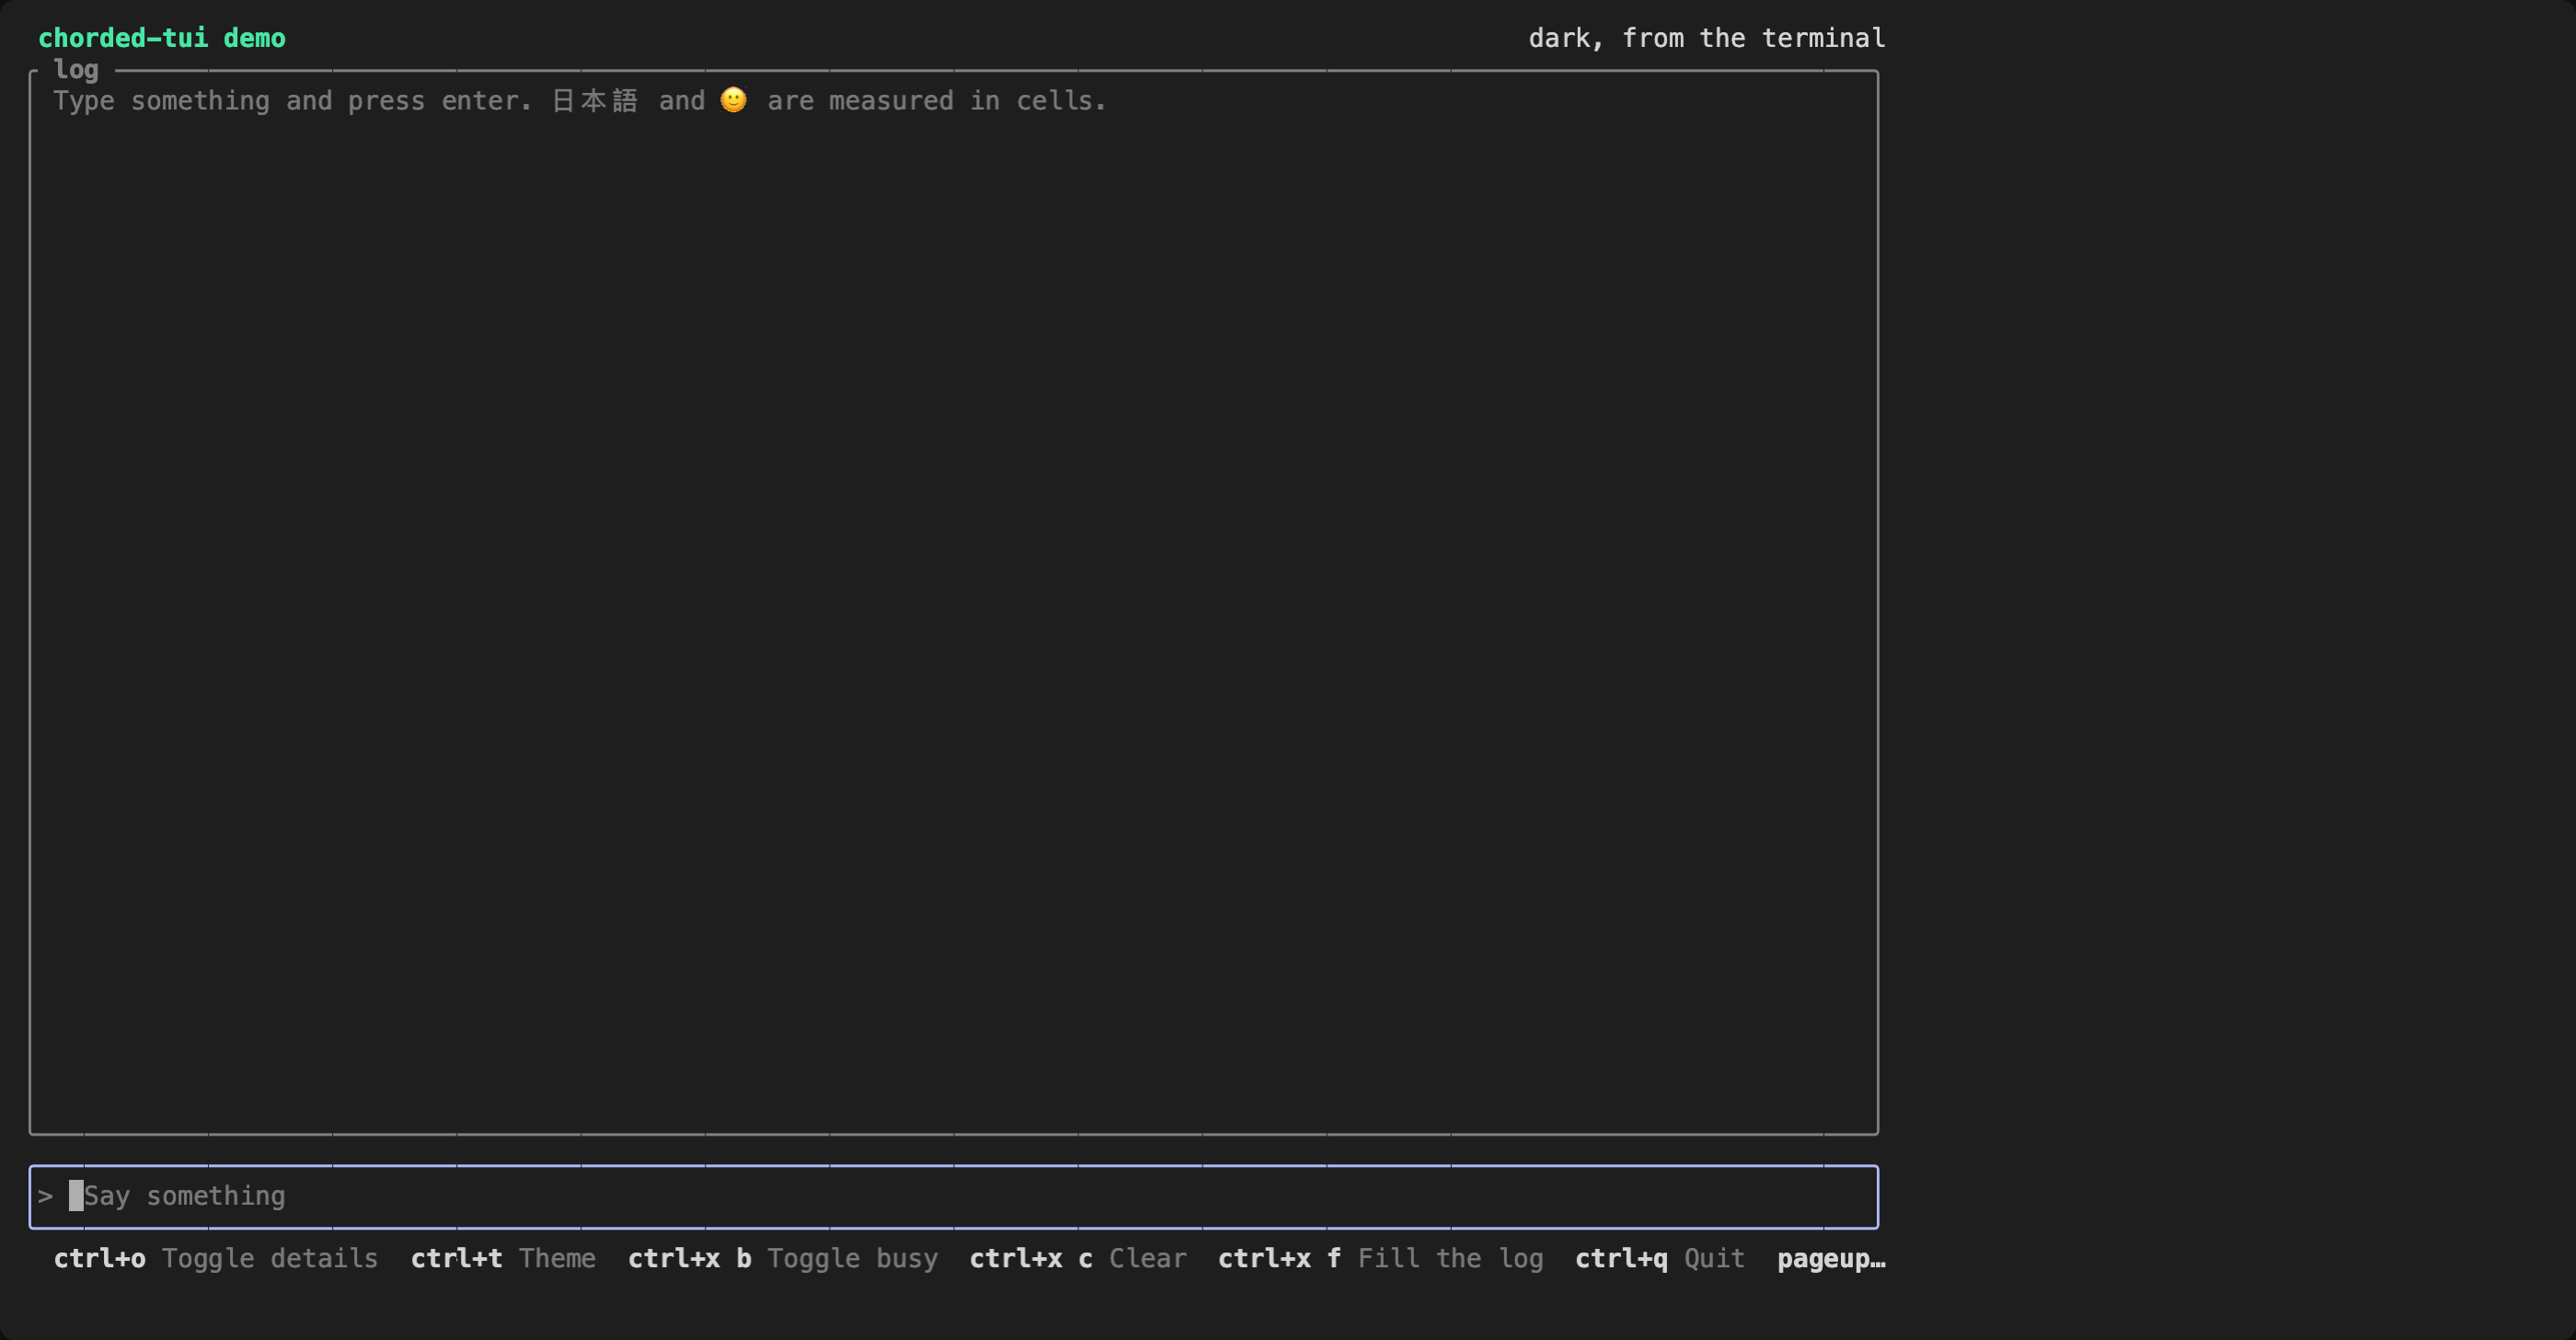 chorded-tui demo dark, from the terminal
log
Type something and press enter. 日本語 and 🙂 are measured in cells.
> Say something
ctrl+o Toggle details ctrl+t Theme ctrl+x b Toggle busy ctrl+x c Clear ctrl+x f Fill the log ctrl+q Quit pageup…